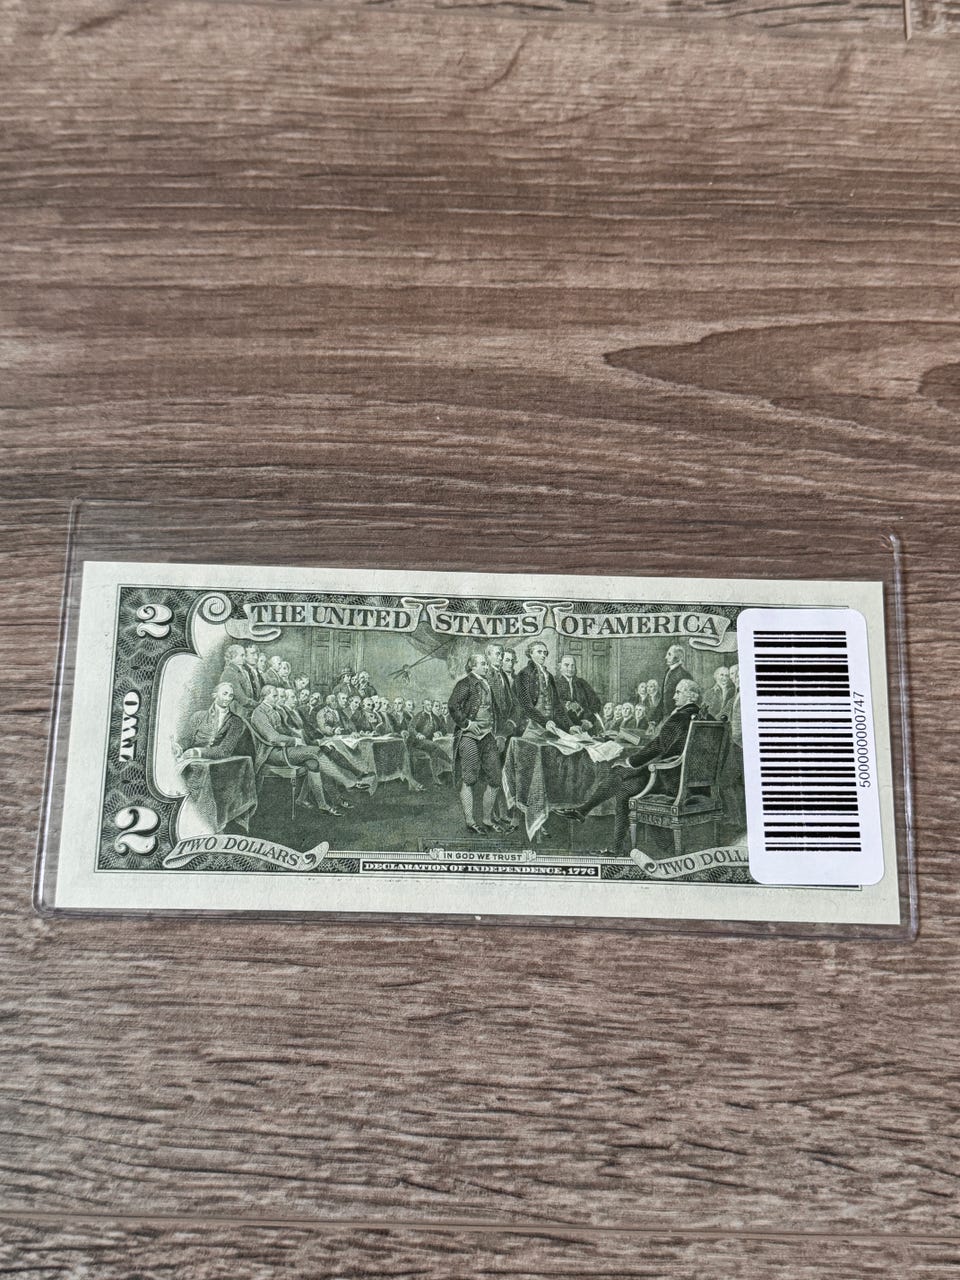 2
THE UNITED STATES OF AMERICA
TWO
2
TWO DOLLARS
IN GOD WE TRUST
DECLARATION OF INDEPENDENCE, 1776
TWO DOLL
500000000747